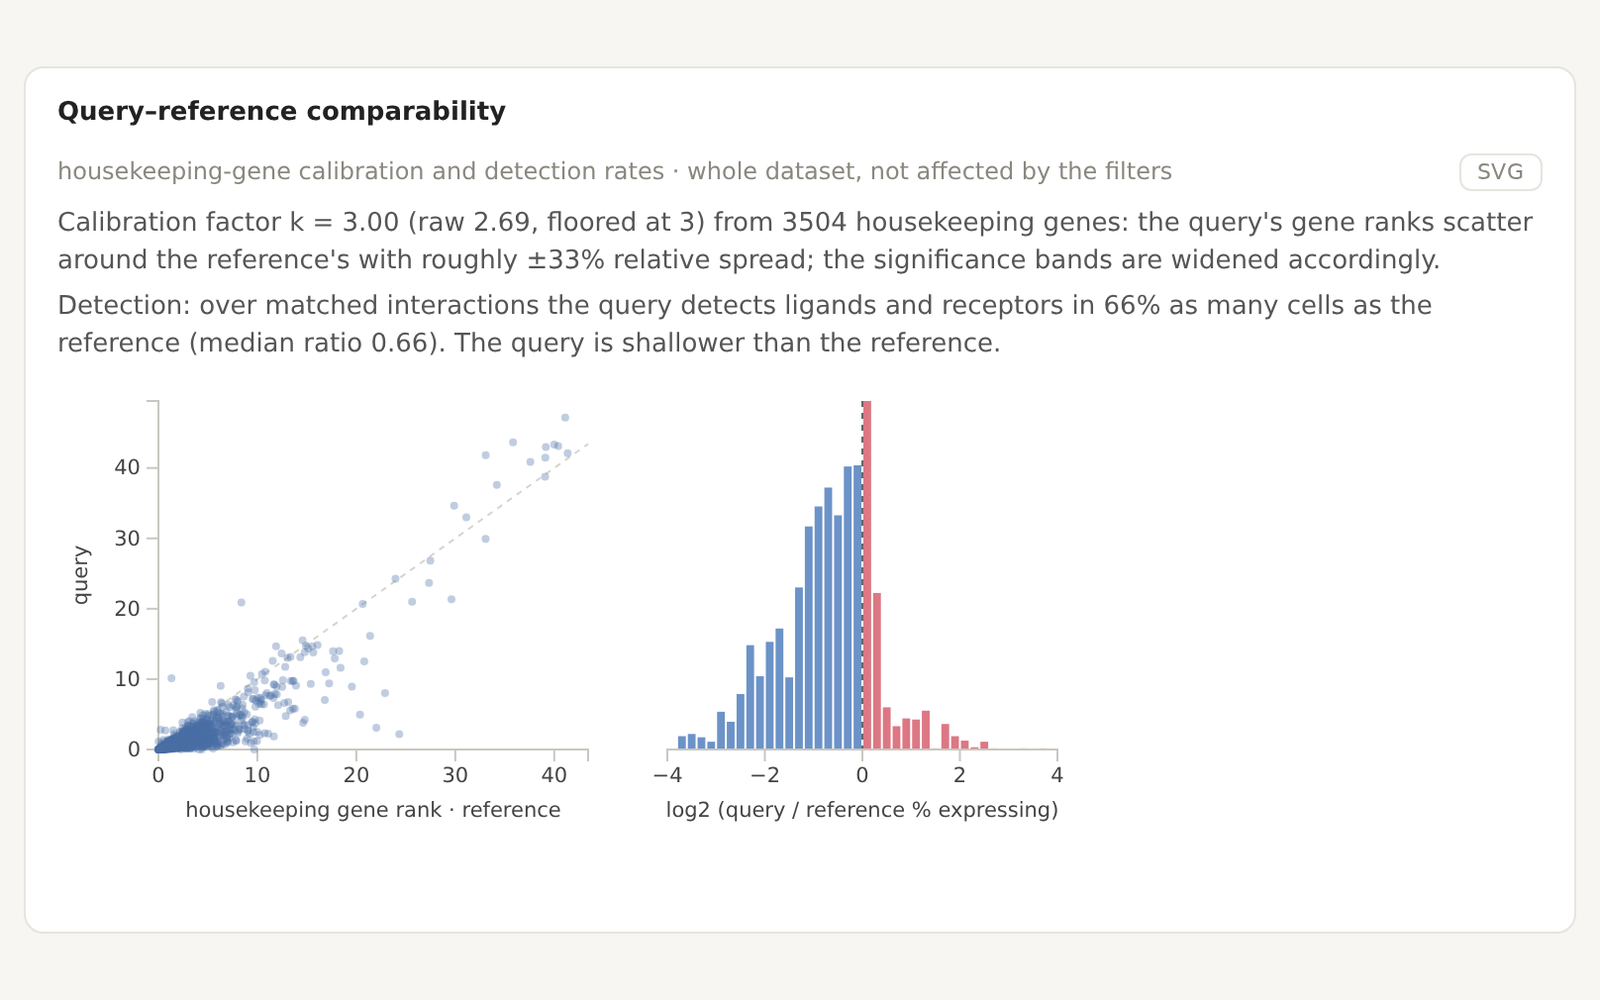 Query–reference comparability
housekeeping-gene calibration and detection rates · whole dataset, not affected by the filters
SVG
Calibration factor k = 3.00 (raw 2.69, floored at 3) from 3504 housekeeping genes: the query's gene ranks scatter
around the reference's with roughly ±33% relative spread; the significance bands are widened accordingly.
Detection: over matched interactions the query detects ligands and receptors in 66% as many cells as the
reference (median ratio 0.66). The query is shallower than the reference.
40
30
20
10
0
query
0 10 20 30 40
housekeeping gene rank · reference
−4 −2 0 2 4
log2 (query / reference % expressing)